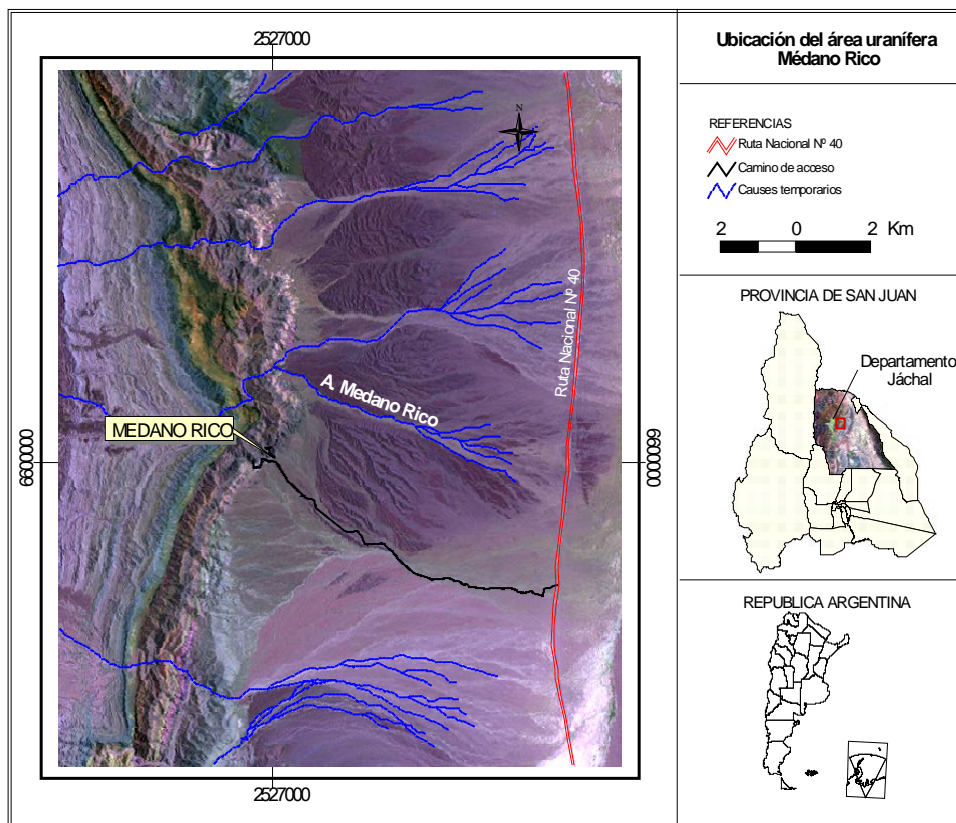 2527000
N
Ruta Nacional Nº 40
A. Medano Rico
MEDANO RICO
6600000
6600000
2527000
Ubicación del área uranífera
Médano Rico
REFERENCIAS
Ruta Nacional Nº 40
Camino de acceso
Causes temporarios
2 0 2 Km
PROVINCIA DE SAN JUAN
Departamento
Jáchal
REPUBLICA ARGENTINA